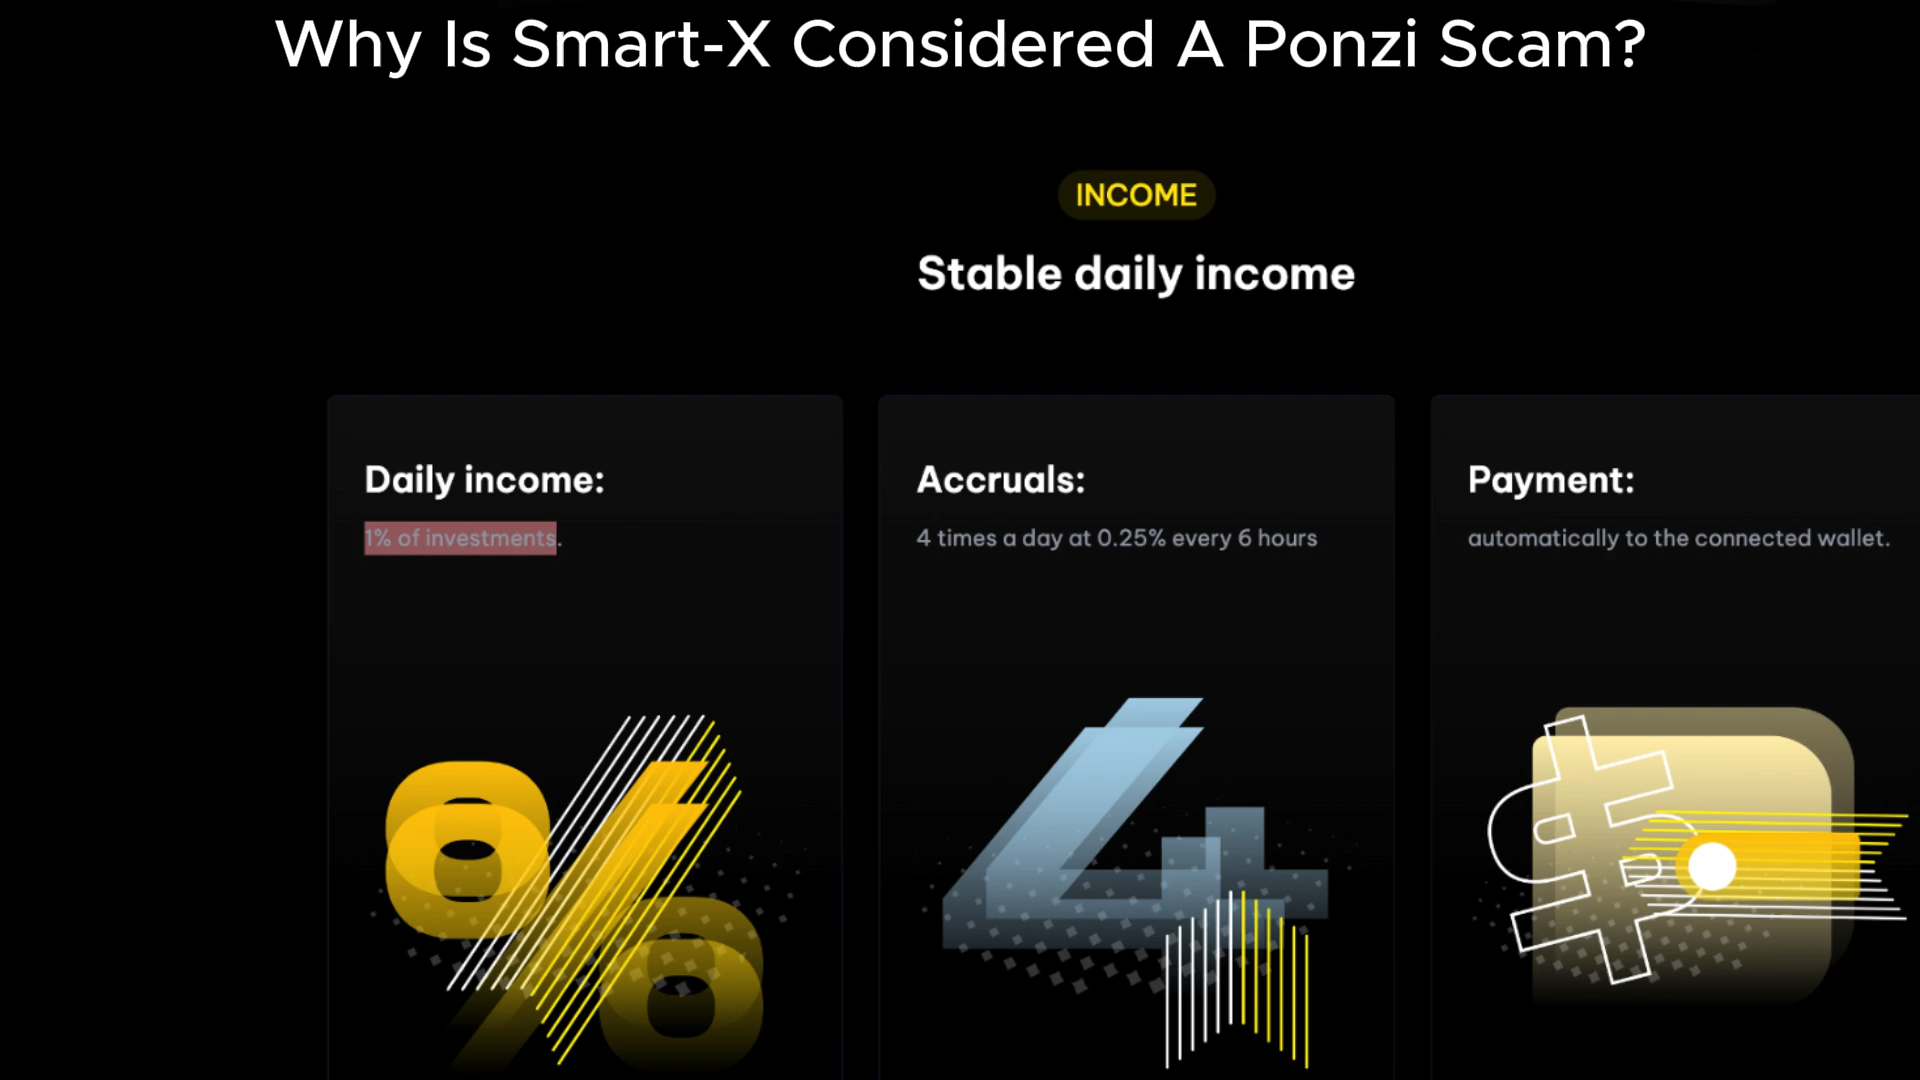 Why Is Smart-X Considered A Ponzi Scam?
INCOME
Stable daily income
Daily income:
1% of investments.
Accruals:
4 times a day at 0.25% every 6 hours
Payment:
automatically to the connected wallet.
%
4